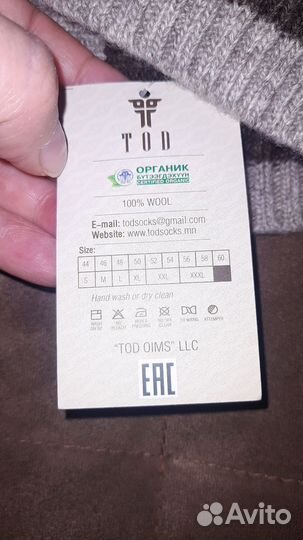 TOD
ОРГАНИК
БҮТЭЭГДЭХҮҮН
CERTIFIED ORGANIC
100% WOOL
E-mail: todsocks@gmail.com
Website: www.todsocks.mn
Size:
44 46 48 50 52 54 56 58 60
S M L XL XXL XXXL
Hand wash or dry clean
NO BLEACH
"TOD OIMS" LLC
EAC
Avito